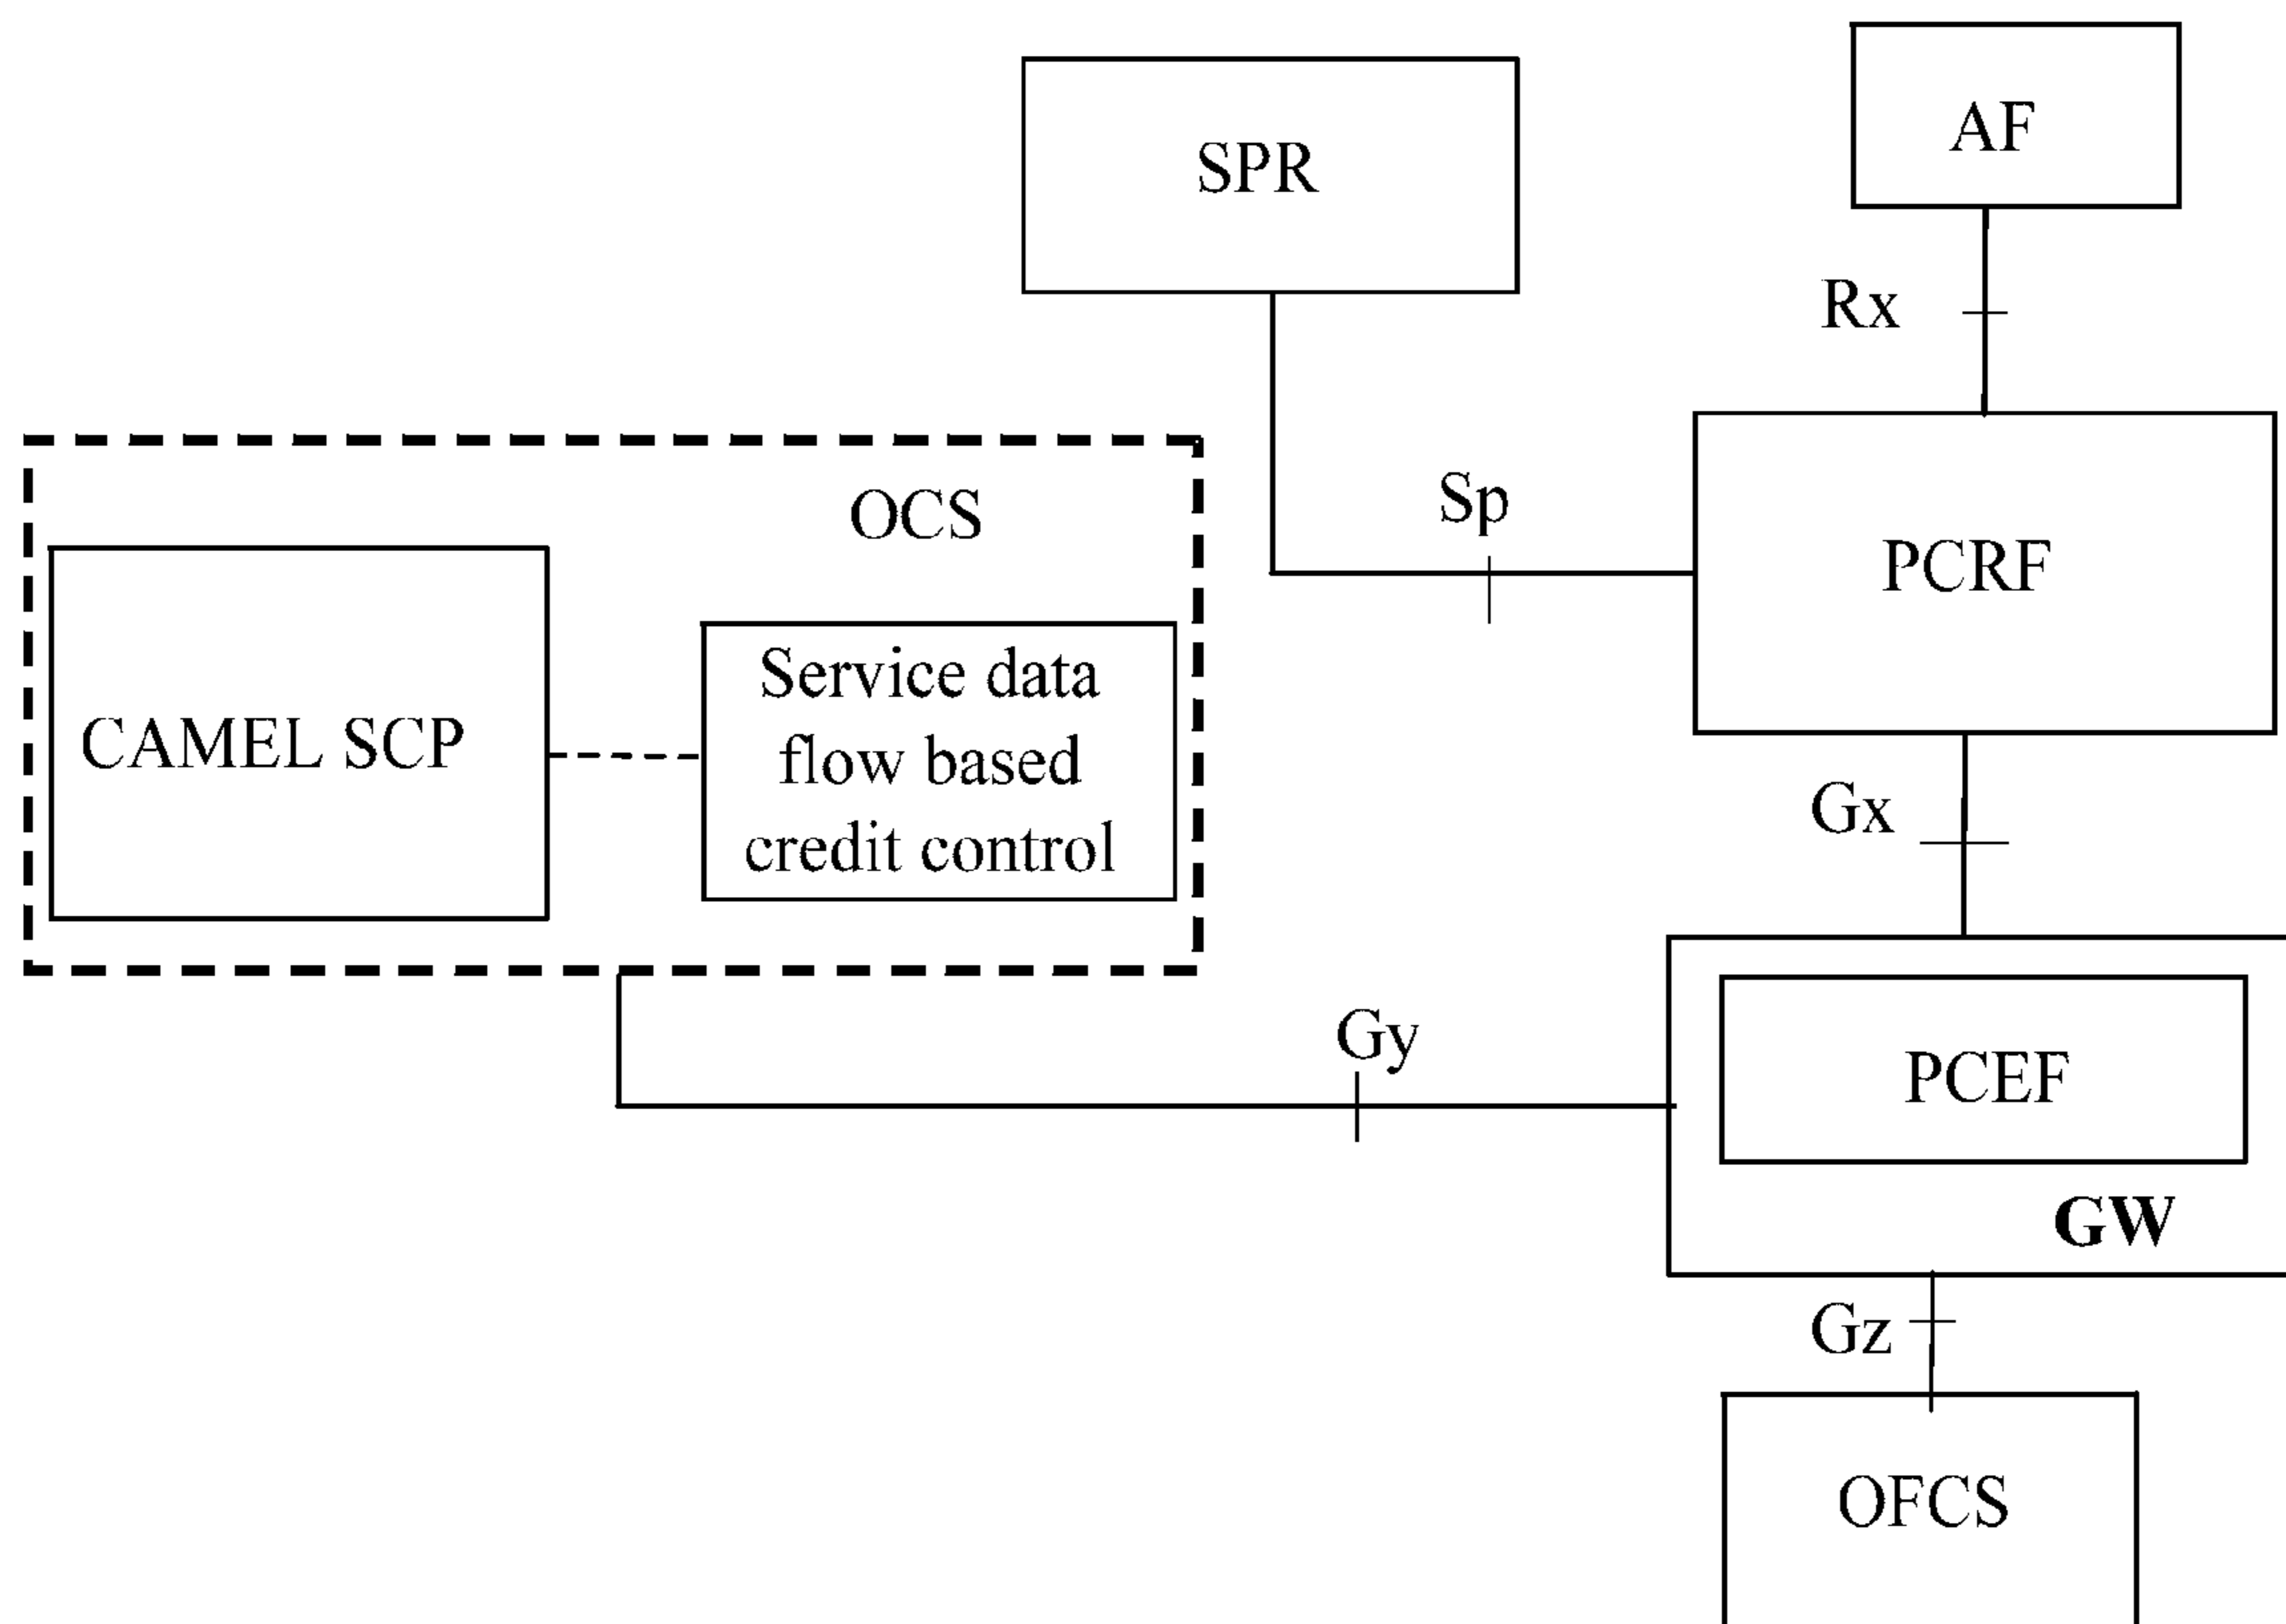 AF
SPR
Rx
Sp
OCS
PCRF
Service data
flow based
credit control
CAMEL SCP
Gx
Gy
PCEF
GW
Gz
OFCS